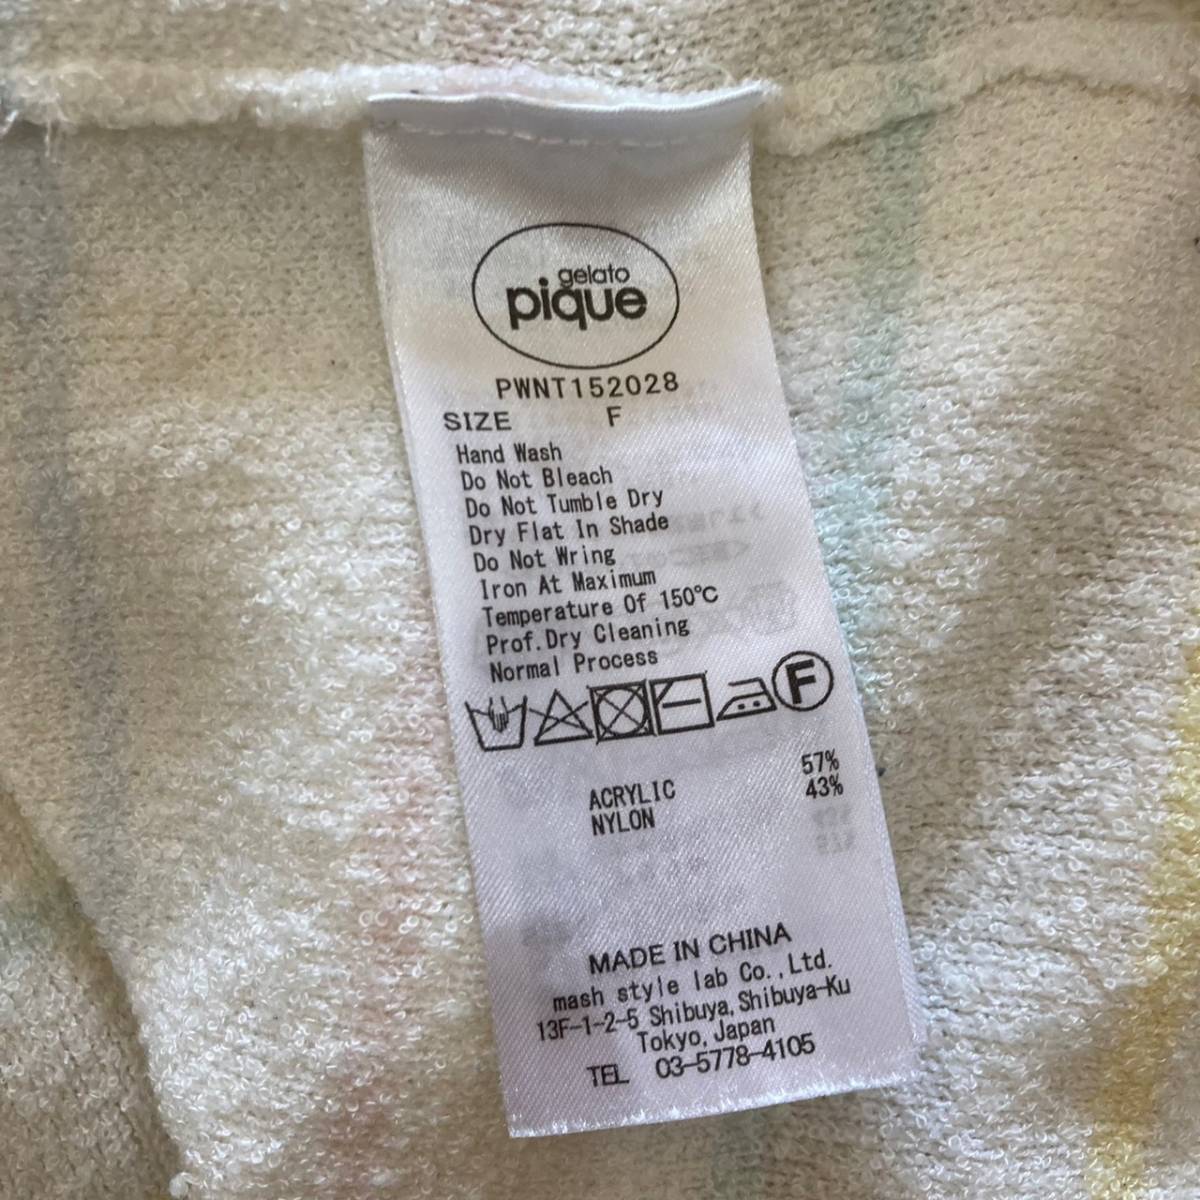 gelato
pique
PWNT152028
SIZE F
Hand Wash
Do Not Bleach
Do Not Tumble Dry
Dry Flat In Shade
Do Not Wring
Iron At Maximum
Temperature Of 150℃
Prof.Dry Cleaning
Normal Process
F
ACRYLIC 57%
NYLON 43%
MADE IN CHINA
mash style lab Co.,Ltd.
13F-1-2-5 Shibuya,Shibuya-Ku
Tokyo,Japan
TEL 03-5778-4105